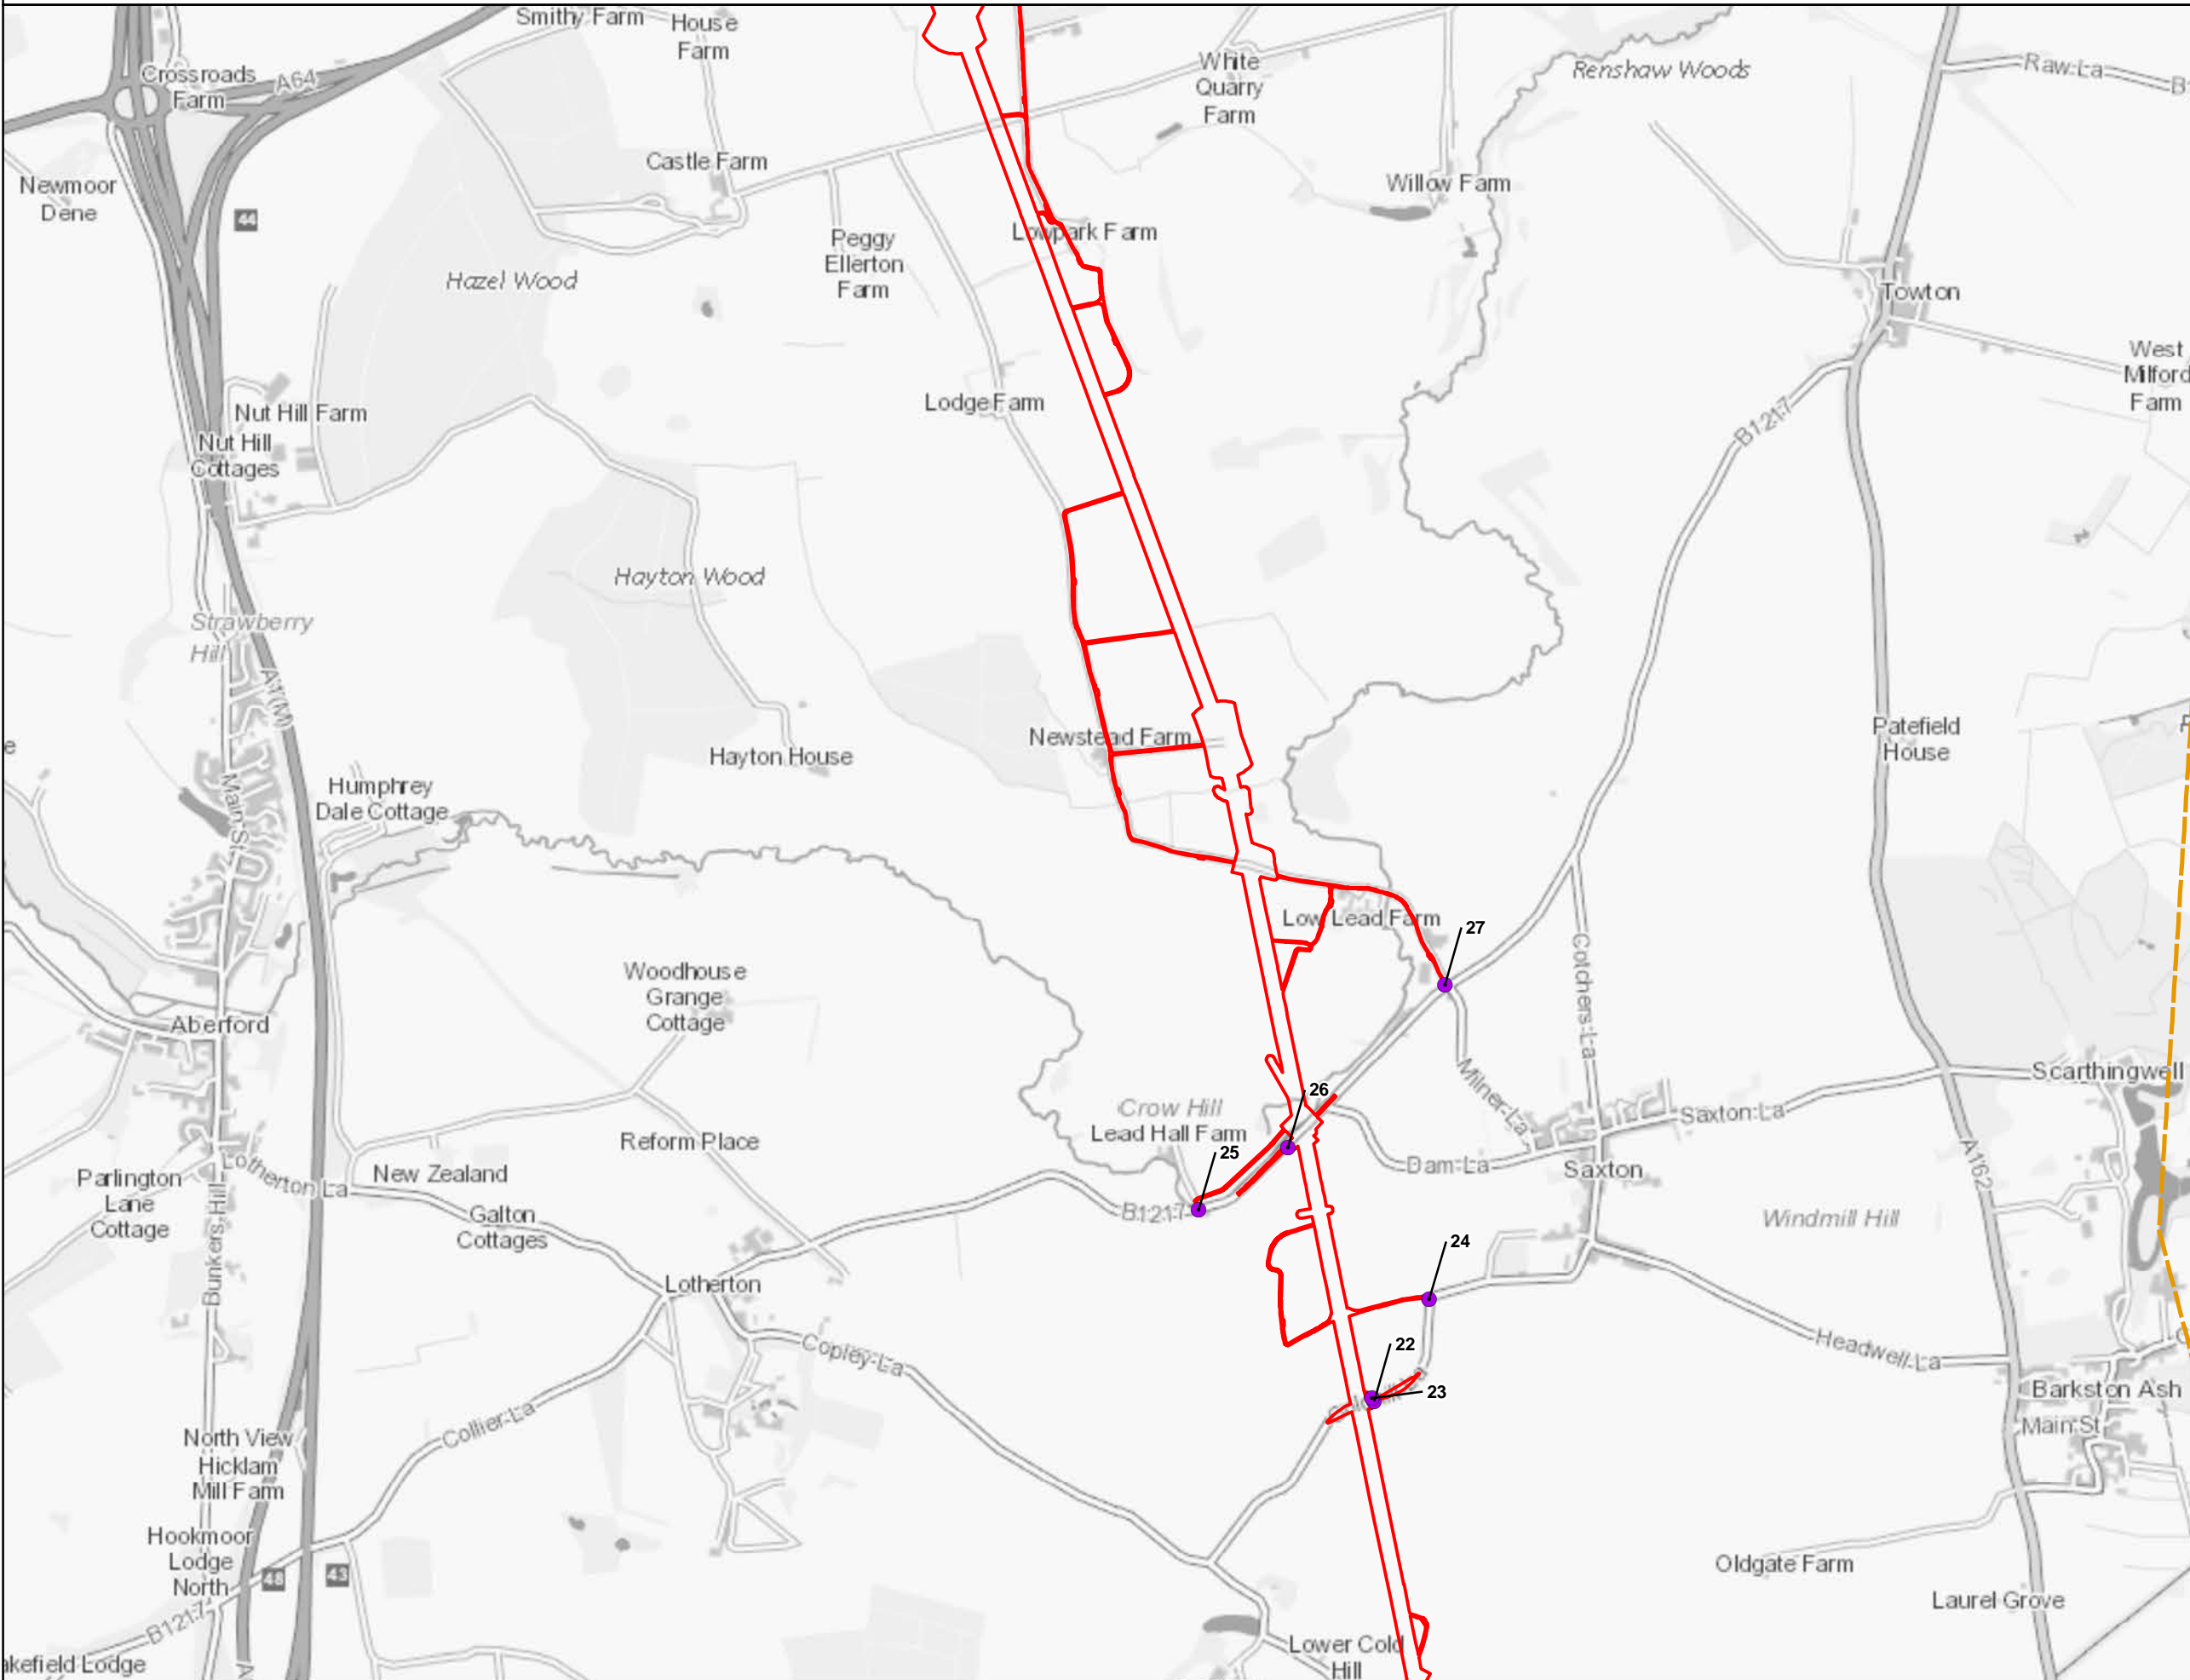 Smithy Farm
House
Farm
Crossroads
Farm
A64
White
Quarry
Farm
Renshaw Woods
Raw La
Newmoor
Dene
44
Castle Farm
Willow Farm
Peggy
Ellerton
Farm
Lowpark Farm
Hazel Wood
Towton
West
Milford
Farm
Nut Hill Farm
Nut Hill
Cottages
Lodge Farm
B1217
Hayton Wood
Strawberry
Hill
A1(M)
Newstead Farm
Hayton House
Patefield
House
Humphrey
Dale Cottage
Main St
Low Lead Farm
27
Cotchers La
Woodhouse
Grange
Cottage
Aberford
Scarthingwell
26
Milner La
Crow Hill
Lead Hall Farm
25
Saxton La
Reform Place
Dam La
Saxton
A162
Parlington
Lane
Cottage
Lotherton La
New Zealand
B1217
Galton
Cottages
Windmill Hill
Bunkers Hill
24
Lotherton
Copley La
22
23
Headwell La
Barkston Ash
Main St
Collier La
North View
Hicklam
Mill Farm
Hookmoor
Lodge
North
48
43
Oldgate Farm
Laurel Grove
B1217
akefield Lodge
Lower Cold
Hill